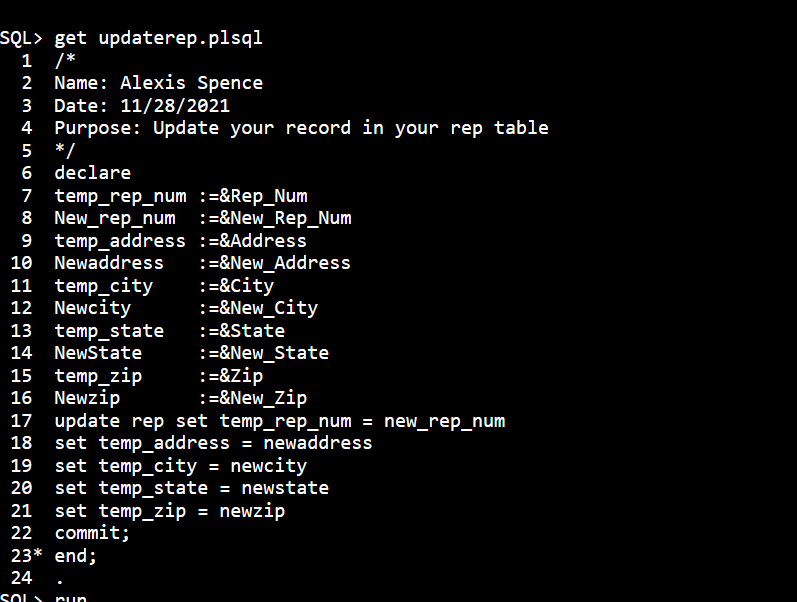 SQL> get updaterep.plsql
1 /*
2 Name: Alexis Spence
3 Date: 11/28/2021
4 Purpose: Update your record in your rep table
5 */
6 declare
7 temp_rep_num :=&Rep_Num
8 New_rep_num :=&New_Rep_Num
9 temp_address :=&Address
10 Newaddress :=&New_Address
11 temp_city :=&City
12 Newcity :=&New_City
13 temp_state :=&State
14 NewState :=&New_State
15 temp_zip :=&Zip
16 Newzip :=&New_Zip
17 update rep set temp_rep_num = new_rep_num
18 set temp_address = newaddress
19 set temp_city = newcity
20 set temp_state = newstate
21 set temp_zip = newzip
22 commit;
23* end;
24 .
SQL> run